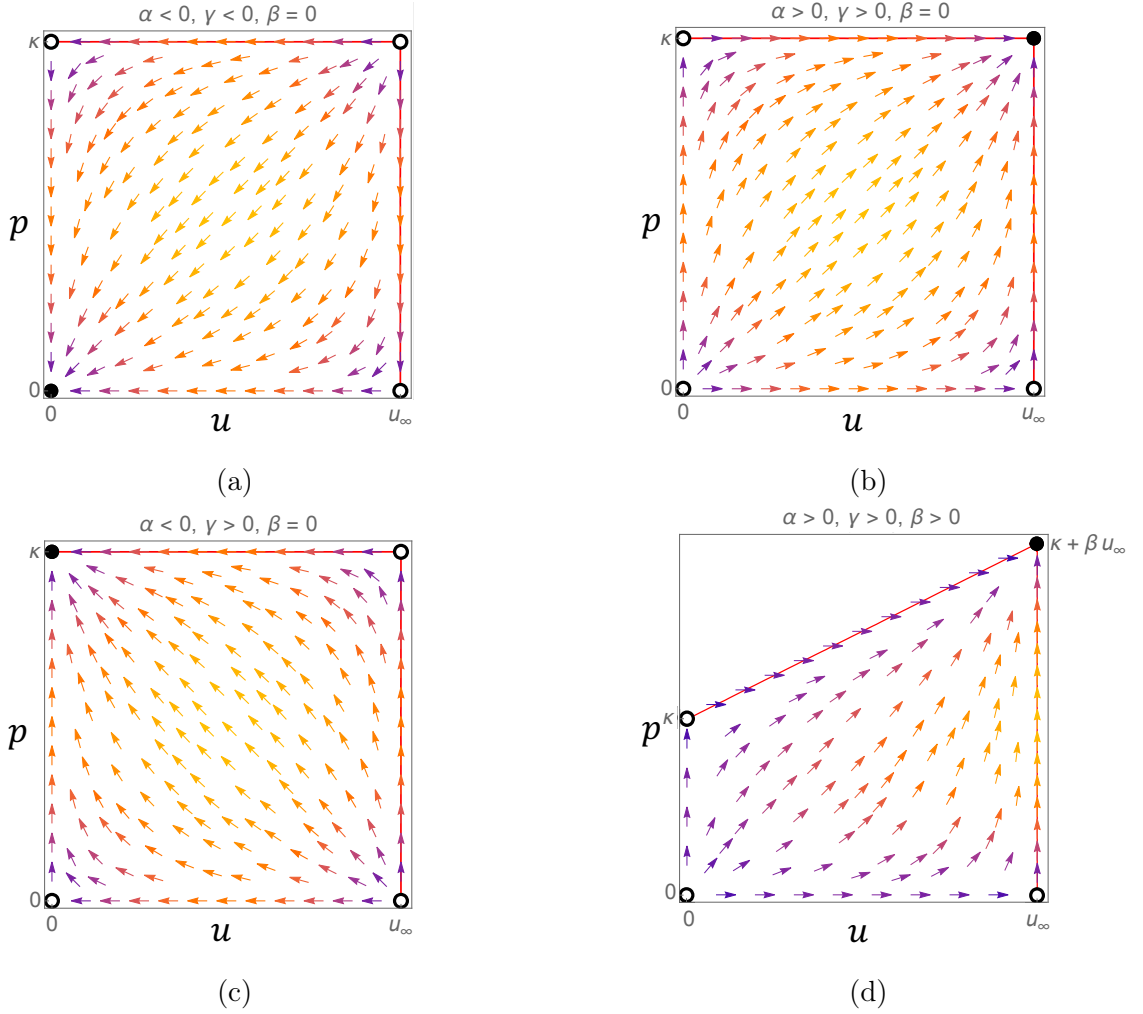 α < 0, γ < 0, β = 0
κ
p
0
0
u
u∞
(a)
α > 0, γ > 0, β = 0
κ
p
0
0
u
u∞
(b)
α < 0, γ > 0, β = 0
κ
p
0
0
u
u∞
(c)
α > 0, γ > 0, β > 0
κ + β u∞
p κ
0
0
u
u∞
(d)